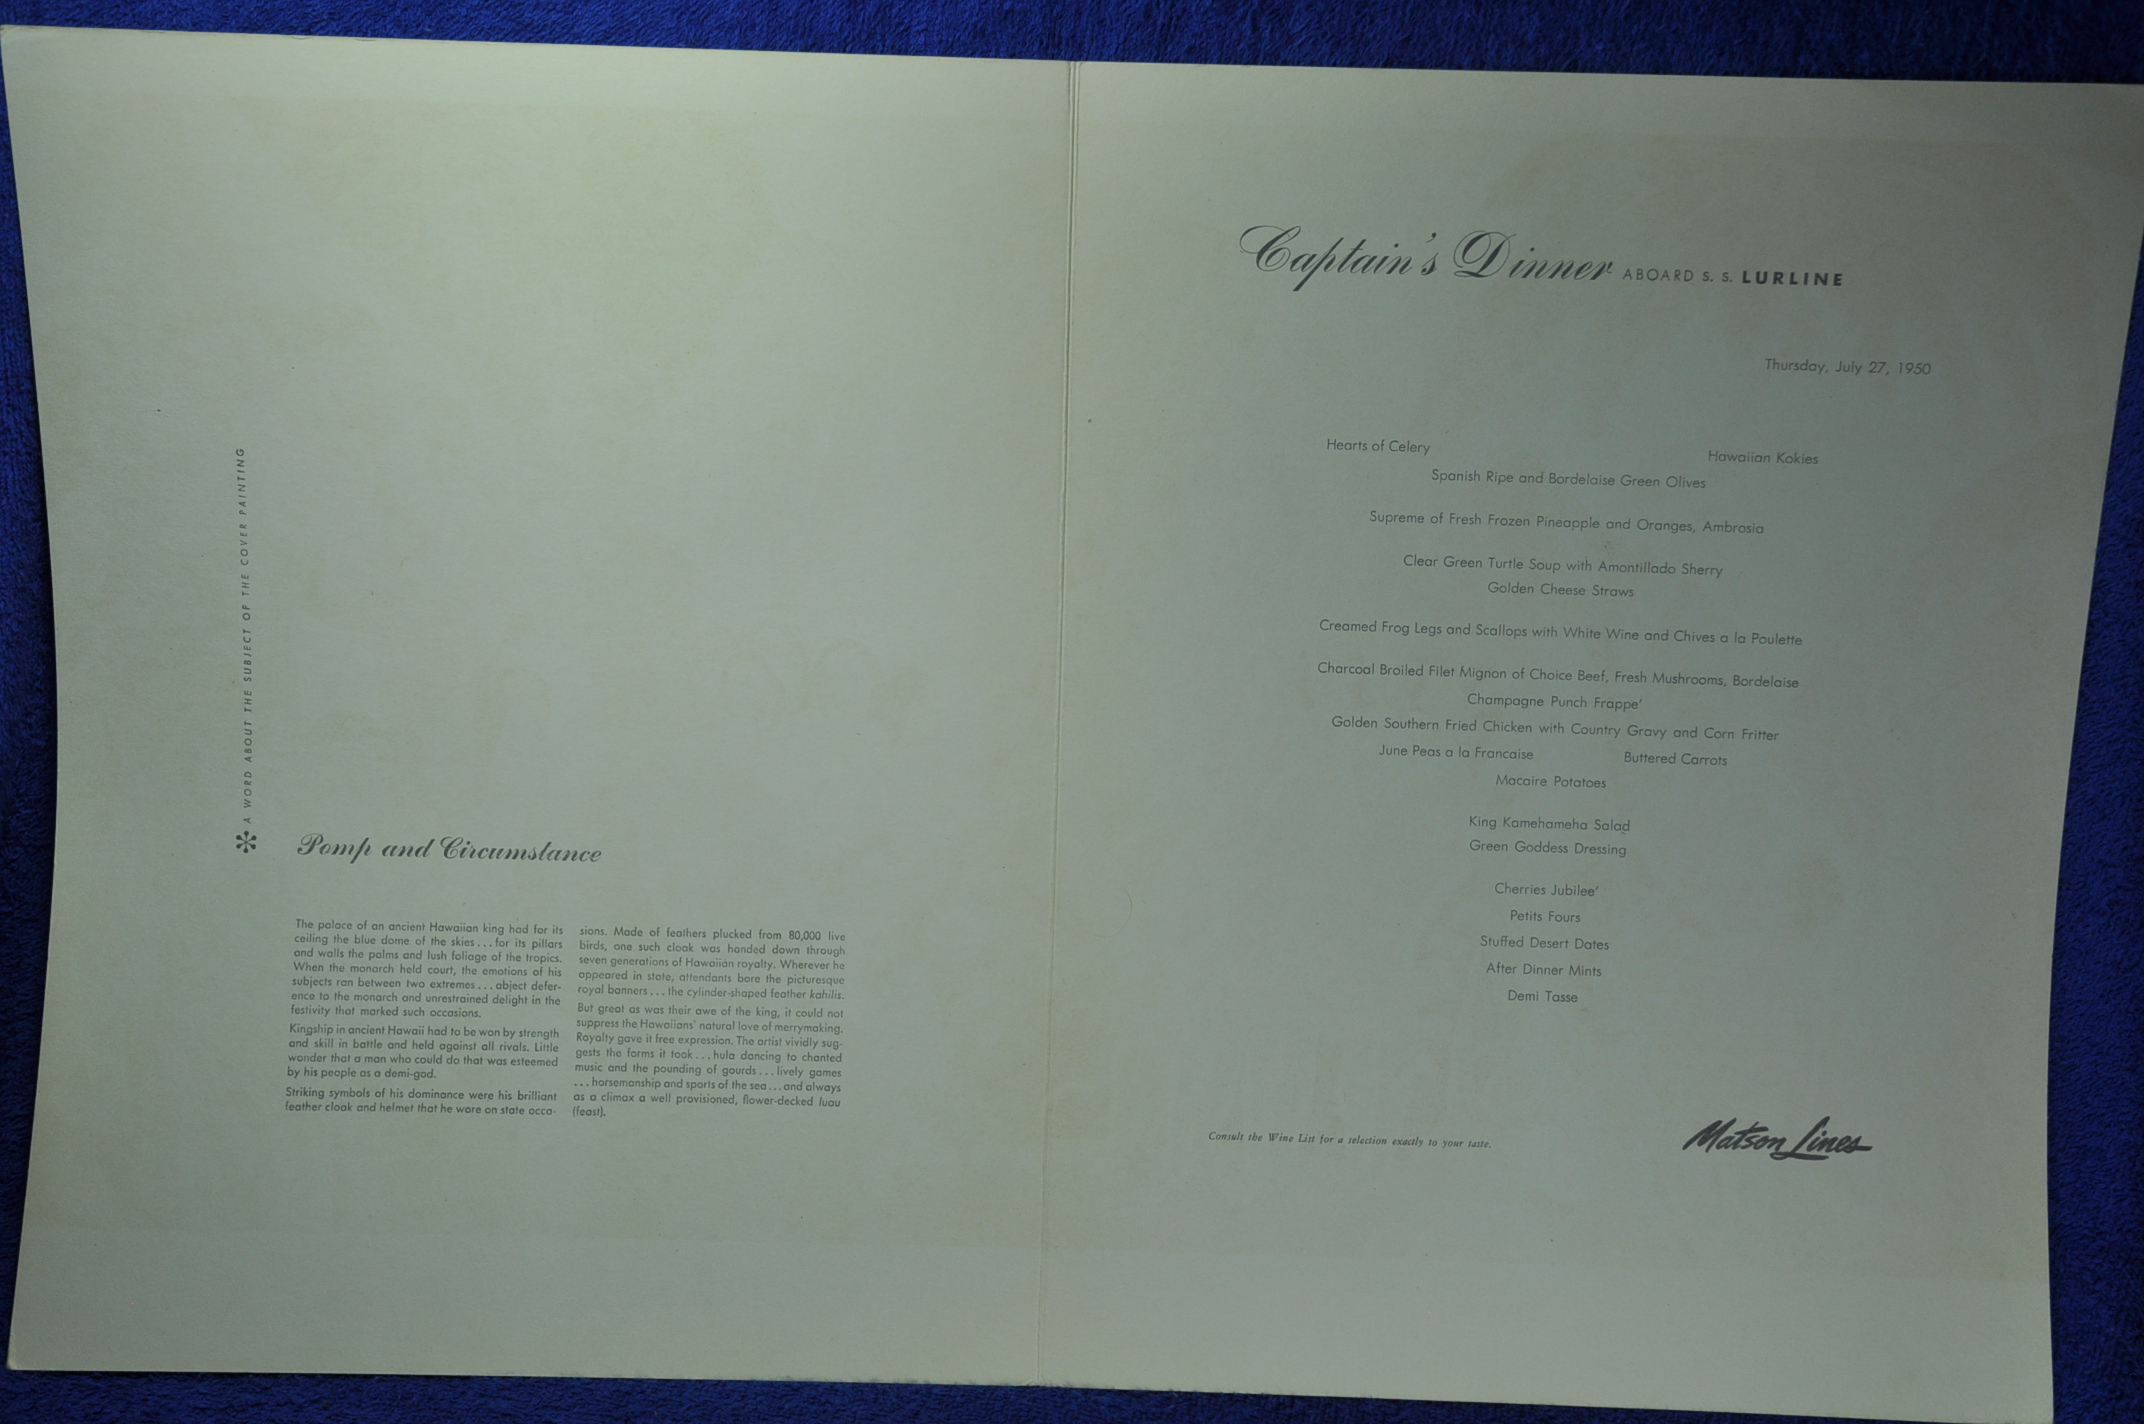 A WORD ABOUT THE SUBJECT OF THE COVER PAINTING
Pomp and Circumstance
The palace of an ancient Hawaiian king had for its
ceiling the blue dome of the skies...for its pillars
and walls the palms and lush foliage of the tropics.
When the monarch held court, the emotions of his
subjects ran between two extremes...abject defer-
ence to the monarch and unrestrained delight in the
festivity that marked such occasions.
Kingship in ancient Hawaii had to be won by strength
and skill in battle and held against all rivals. Little
wonder that a man who could do that was esteemed
by his people as a demi-god.
Striking symbols of his dominance were his brilliant
feather cloak and helmet that he wore on state occa-
sions. Made of feathers plucked from 80,000 live
birds, one such cloak was handed down through
seven generations of Hawaiian royalty. Wherever he
appeared in state, attendants bore the picturesque
royal banners...the cylinder-shaped feather kahilis.
But great as was their awe of the king, it could not
suppress the Hawaiians' natural love of merrymaking.
Royalty gave it free expression. The artist vividly sug-
gests the forms it took...hula dancing to chanted
music and the pounding of gourds...lively games
...horsemanship and sports of the sea...and always
as a climax a well provisioned, flower-decked luau
(feast).
Captain's Dinner ABOARD S. S. LURLINE
Thursday, July 27, 1950
Hearts of Celery Hawaiian Kokies
Spanish Ripe and Bordelaise Green Olives
Supreme of Fresh Frozen Pineapple and Oranges, Ambrosia
Clear Green Turtle Soup with Amontillado Sherry
Golden Cheese Straws
Creamed Frog Legs and Scallops with White Wine and Chives a la Poulette
Charcoal Broiled Filet Mignon of Choice Beef, Fresh Mushrooms, Bordelaise
Champagne Punch Frappe'
Golden Southern Fried Chicken with Country Gravy and Corn Fritter
June Peas a la Francaise Buttered Carrots
Macaire Potatoes
King Kamehameha Salad
Green Goddess Dressing
Cherries Jubilee'
Petits Fours
Stuffed Desert Dates
After Dinner Mints
Demi Tasse
Consult the Wine List for a selection exactly to your taste.
Matson Lines